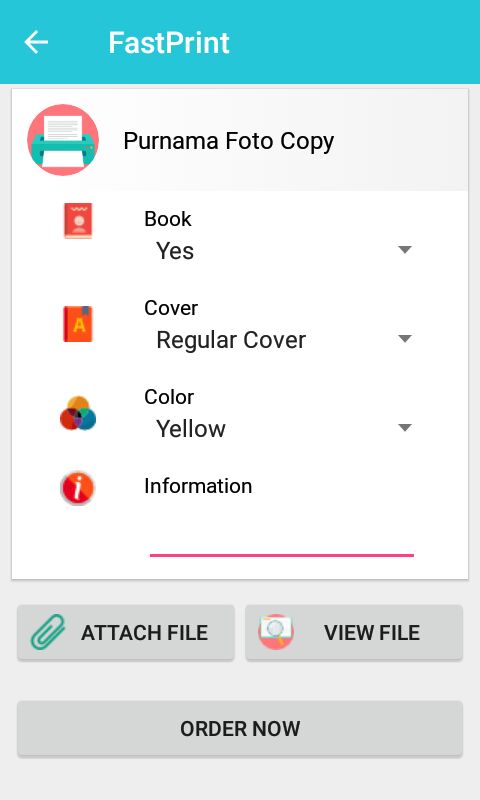 FastPrint
Purnama Foto Copy
Book
Yes
Cover
Regular Cover
Color
Yellow
Information
ATTACH FILE
VIEW FILE
ORDER NOW